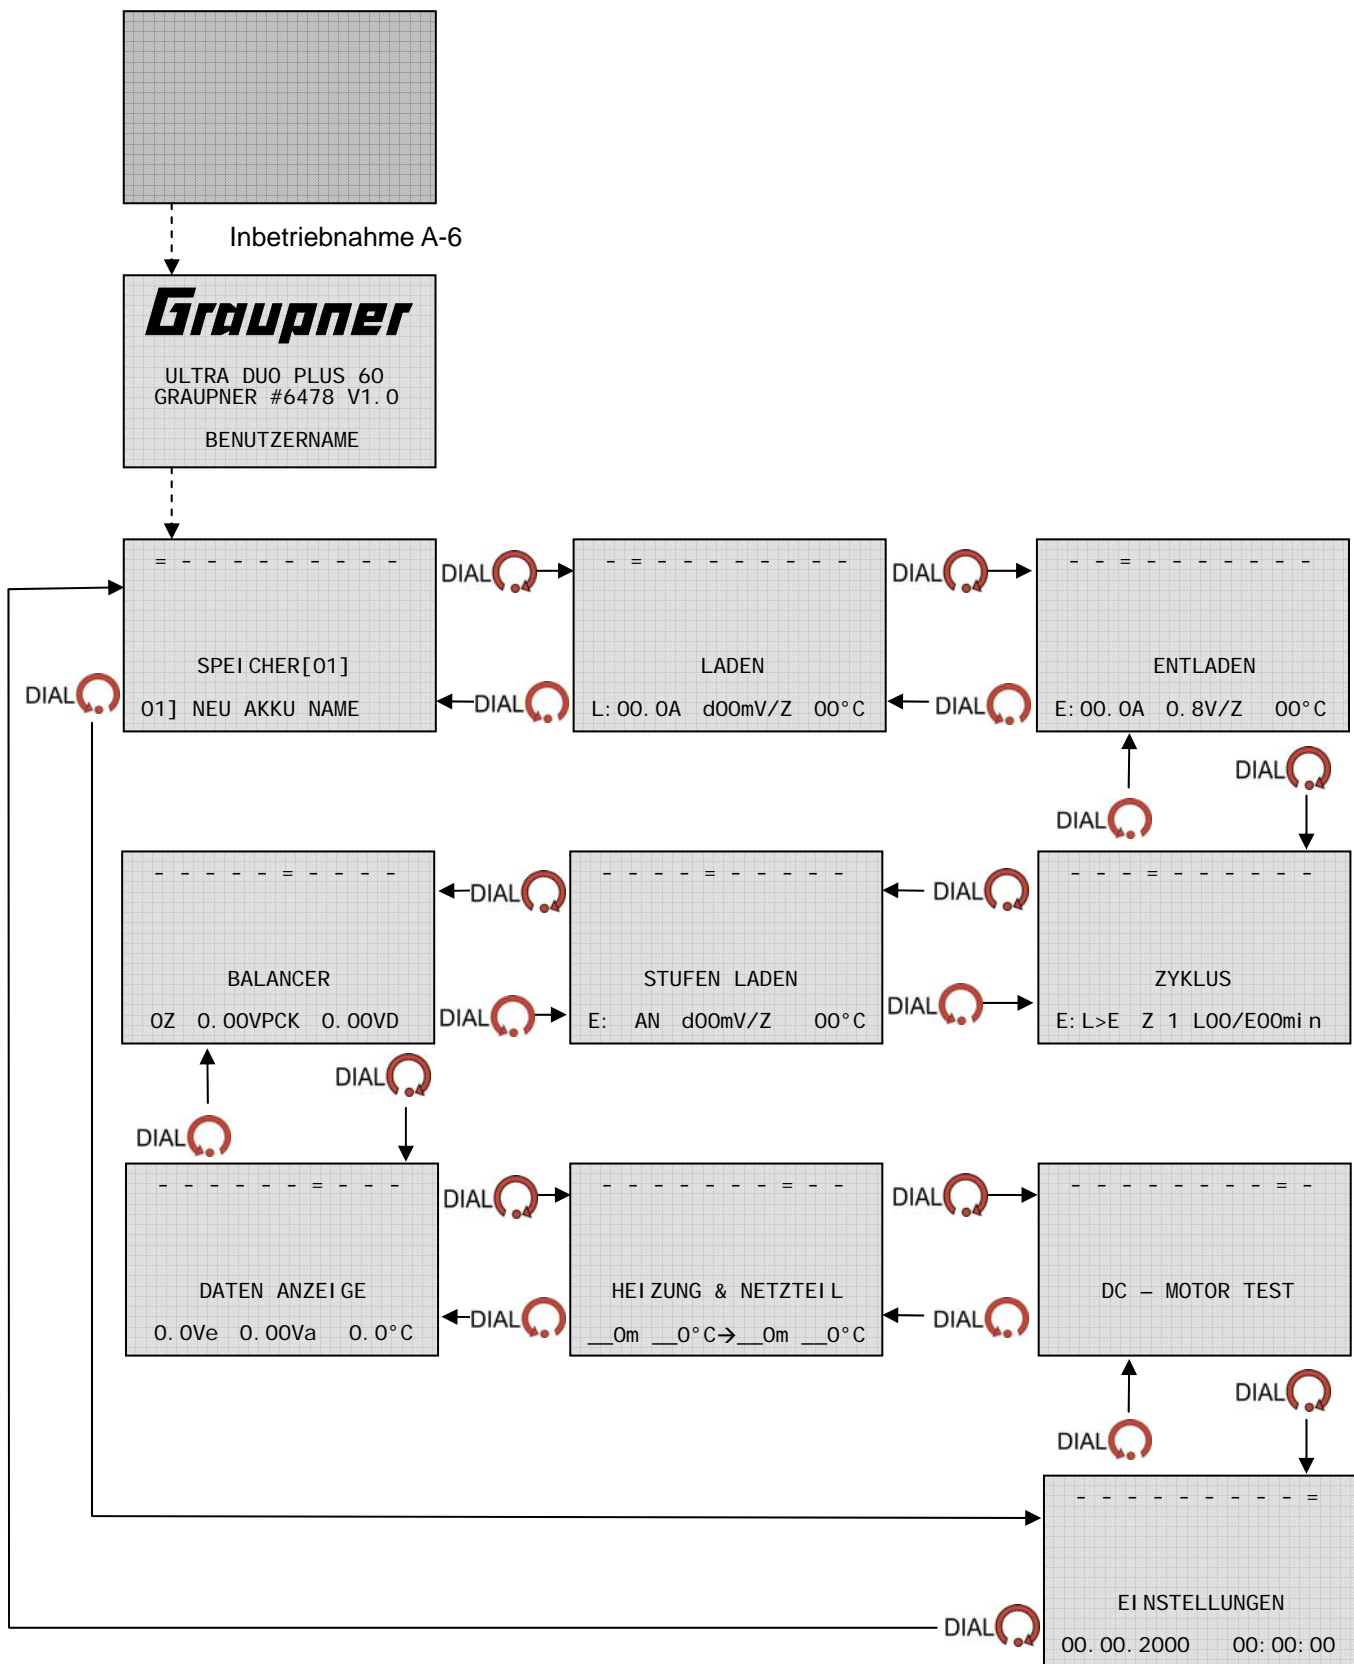 Inbetriebnahme A-6
Graupner
ULTRA DUO PLUS 60
GRAUPNER #6478 V1.0
BENUTZERNAME
= - - - - - - - - -
SPEICHER[01]
01] NEU AKKU NAME
DIAL
DIAL
DIAL
- = - - - - - - - -
LADEN
L:00.0A d00mV/Z 00°C
DIAL
DIAL
- - = - - - - - - -
ENTLADEN
E:00.0A 0.8V/Z 00°C
DIAL
DIAL
- - - - - = - - - -
BALANCER
0Z 0.00VPCK 0.00VD
DIAL
DIAL
- - - - = - - - - -
STUFEN LADEN
E: AN d00mV/Z 00°C
DIAL
DIAL
- - - = - - - - - -
ZYKLUS
E:L>E Z 1 L00/E00min
DIAL
DIAL
- - - - - - = - - -
DATEN ANZEIGE
0.0Ve 0.00Va 0.0°C
DIAL
DIAL
- - - - - - - = - -
HEIZUNG & NETZTEIL
__0m __0°C→__0m __0°C
DIAL
DIAL
- - - - - - - - = -
DC – MOTOR TEST
DIAL
DIAL
- - - - - - - - - =
EINSTELLUNGEN
00.00.2000 00:00:00
DIAL